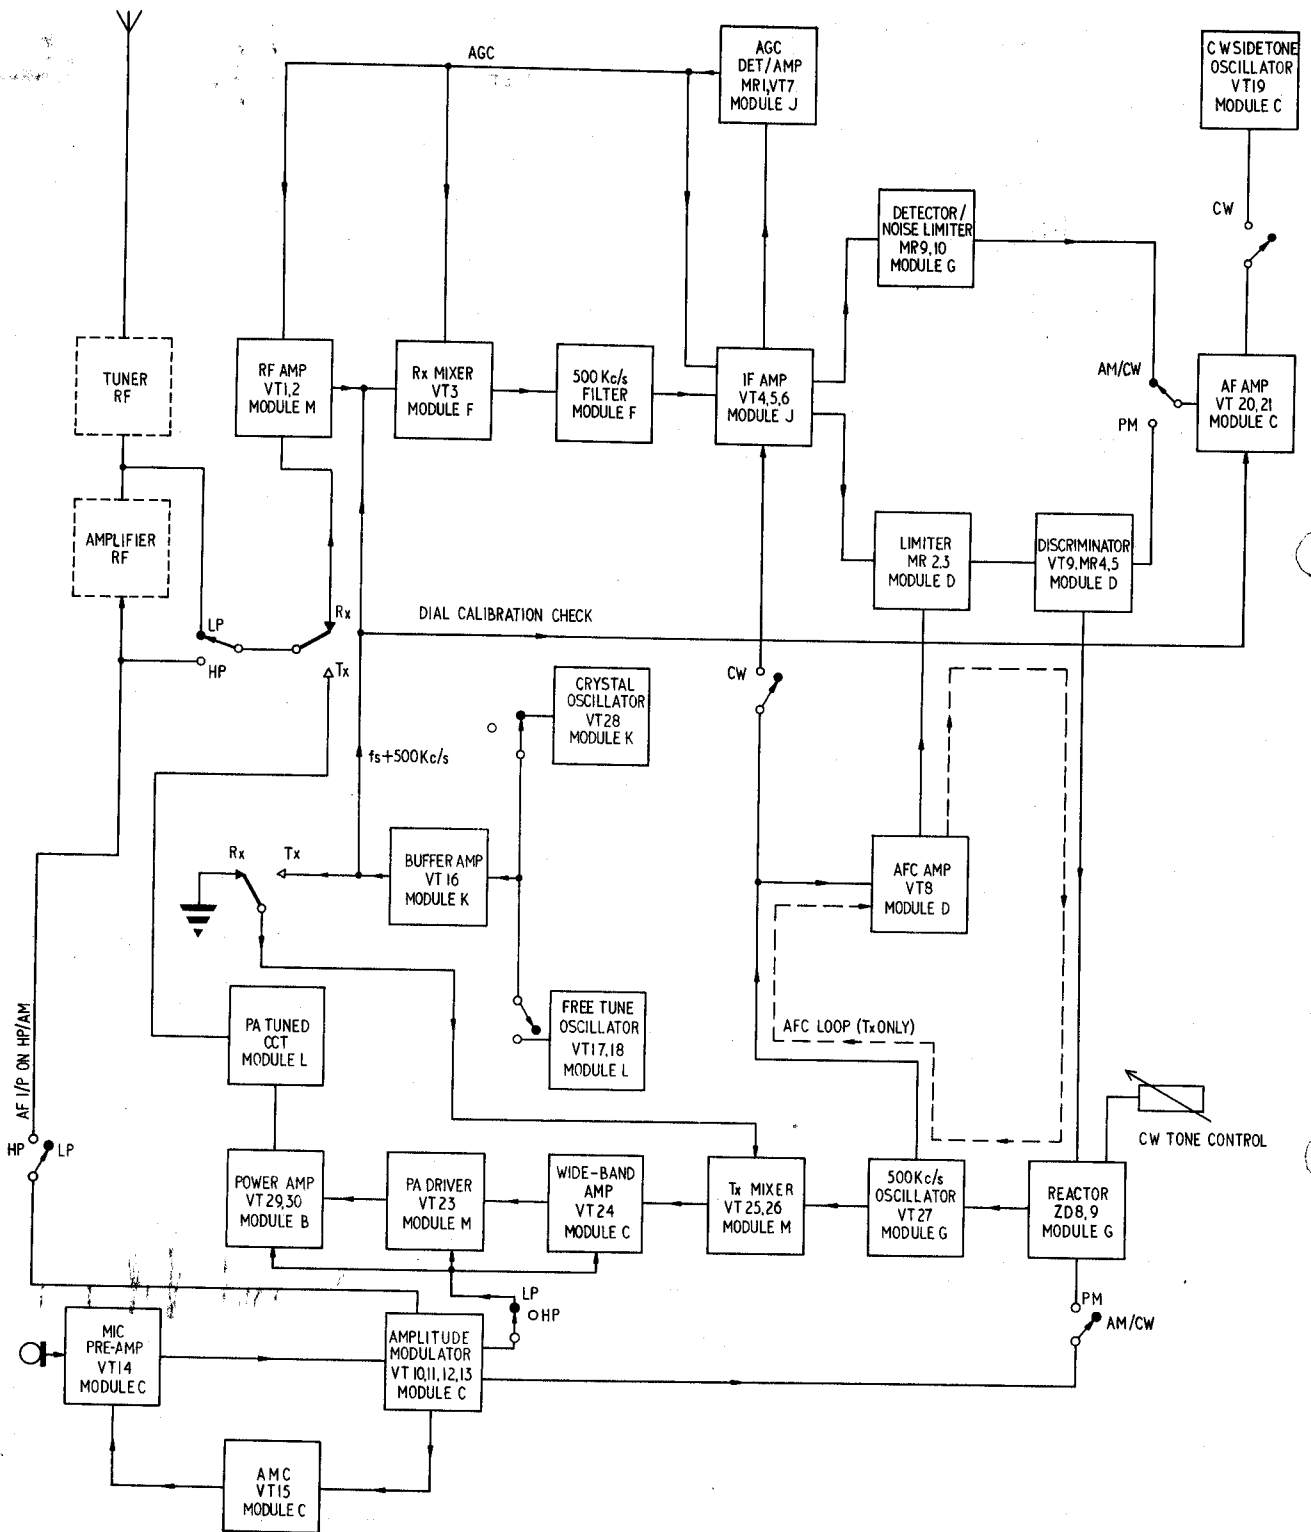 AGC
AGC
DET/AMP
MR1,VT7
MODULE J
CW SIDETONE
OSCILLATOR
VT19
MODULE C
CW
DETECTOR/
NOISE LIMITER
MR9,10
MODULE G
TUNER
RF
RF AMP
VT1,2
MODULE M
Rx MIXER
VT3
MODULE F
500 Kc/s
FILTER
MODULE F
IF AMP
VT4,5,6
MODULE J
AM/CW
PM
AF AMP
VT 20,21
MODULE C
AMPLIFIER
RF
LIMITER
MR 2,3
MODULE D
DISCRIMINATOR
VT9,MR4,5
MODULE D
LP
HP
Rx
Tx
DIAL CALIBRATION CHECK
CW
CRYSTAL
OSCILLATOR
VT28
MODULE K
fs+500Kc/s
Rx
Tx
BUFFER AMP
VT16
MODULE K
AFC AMP
VT8
MODULE D
AF I/P ON HP/AM
PA TUNED
CCT
MODULE L
FREE TUNE
OSCILLATOR
VT17,18
MODULE L
AFC LOOP (Tx ONLY)
CW TONE CONTROL
HP
LP
POWER AMP
VT29,30
MODULE B
PA DRIVER
VT23
MODULE M
WIDE-BAND
AMP
VT24
MODULE C
Tx MIXER
VT25,26
MODULE M
500Kc/s
OSCILLATOR
VT27
MODULE G
REACTOR
ZD8,9
MODULE G
LP
HP
PM
AM/CW
MIC
PRE-AMP
VT14
MODULE C
AMPLITUDE
MODULATOR
VT10,11,12,13
MODULE C
AMC
VT15
MODULE C